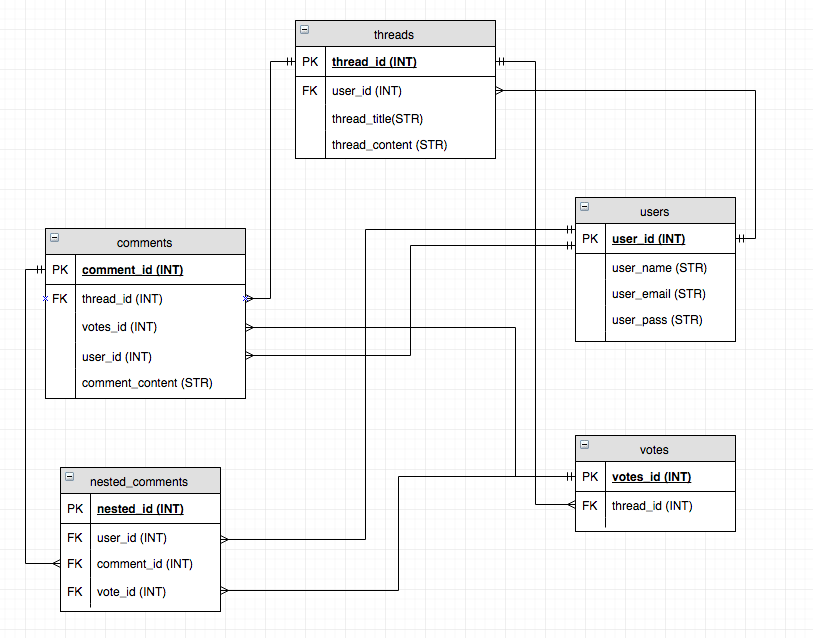 threads
PK thread_id (INT)
FK user_id (INT)
thread_title(STR)
thread_content (STR)
users
PK user_id (INT)
user_name (STR)
user_email (STR)
user_pass (STR)
comments
PK comment_id (INT)
FK thread_id (INT)
votes_id (INT)
user_id (INT)
comment_content (STR)
votes
PK votes_id (INT)
FK thread_id (INT)
nested_comments
PK nested_id (INT)
FK user_id (INT)
FK comment_id (INT)
FK vote_id (INT)